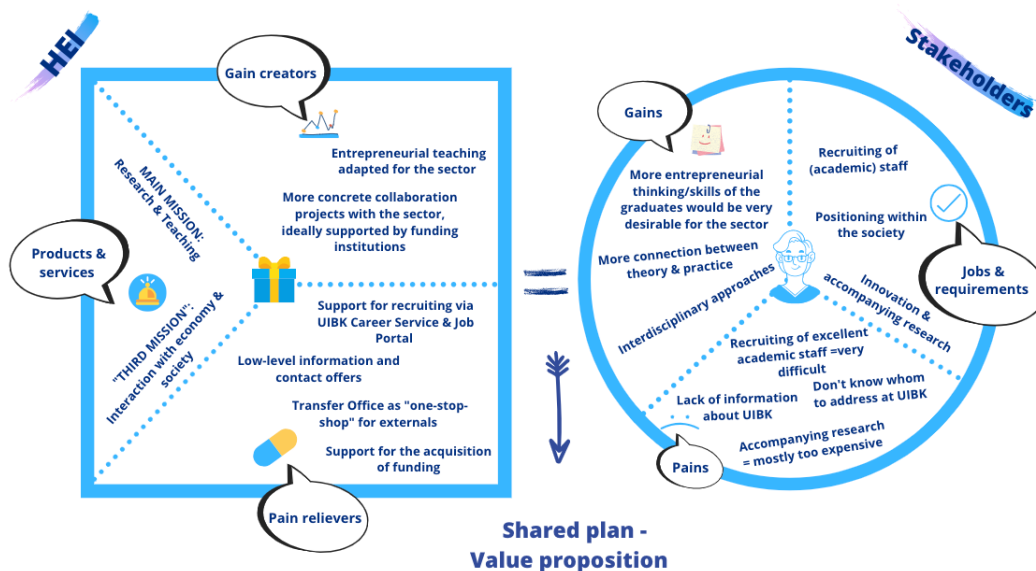 HEI
Stakeholders
Gain creators
Entrepreneurial teaching
adapted for the sector
More concrete collaboration
projects with the sector,
ideally supported by funding
institutions
MAIN MISSION:
Research & Teaching
Products &
services
"THIRD MISSION":
Interaction with economy &
society
Support for recruiting via
UIBK Career Service & Job
Portal
Low-level information and
contact offers
Transfer Office as "one-stop-
shop" for externals
Support for the acquisition
of funding
Pain relievers
Gains
More entrepreneurial
thinking/skills of the
graduates would be very
desirable for the sector
More connection between
theory & practice
Interdisciplinary approaches
Recruiting of
(academic) staff
Positioning within
the society
Innovation &
accompanying research
Jobs &
requirements
Recruiting of excellent
academic staff =very
difficult
Lack of information
about UIBK
Don't know whom
to address at UIBK
Accompanying research
= mostly too expensive
Pains
Shared plan -
Value proposition